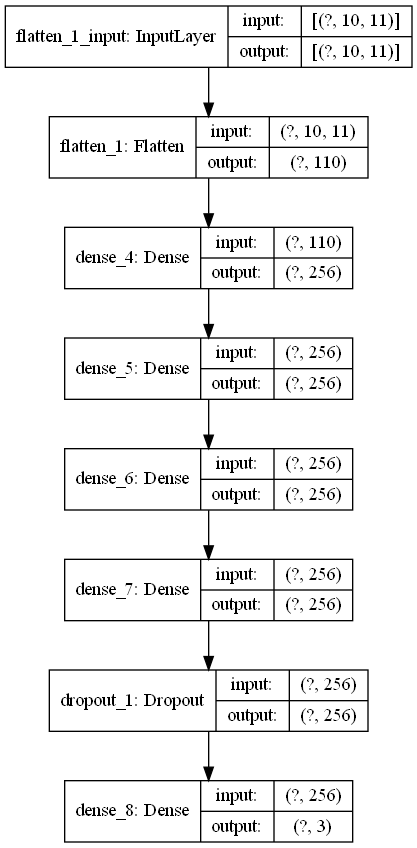 flatten_1_input: InputLayer
input: [(?, 10, 11)]
output: [(?, 10, 11)]
flatten_1: Flatten
input: (?, 10, 11)
output: (?, 110)
dense_4: Dense
input: (?, 110)
output: (?, 256)
dense_5: Dense
input: (?, 256)
output: (?, 256)
dense_6: Dense
input: (?, 256)
output: (?, 256)
dense_7: Dense
input: (?, 256)
output: (?, 256)
dropout_1: Dropout
input: (?, 256)
output: (?, 256)
dense_8: Dense
input: (?, 256)
output: (?, 3)